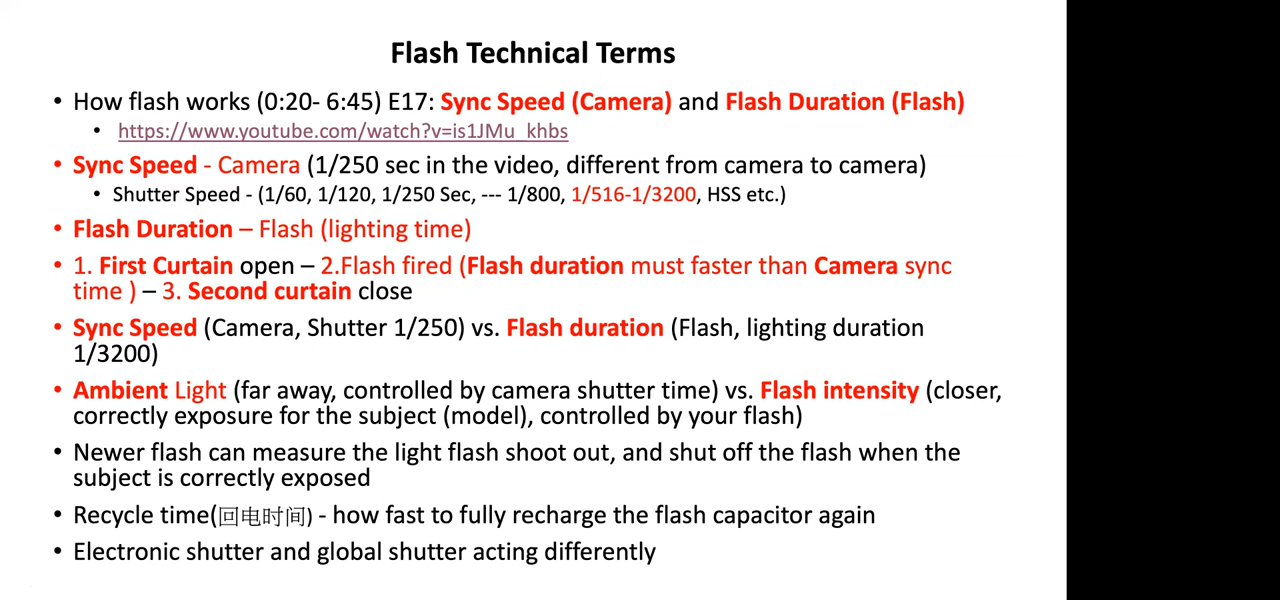 Flash Technical Terms
• How flash works (0:20- 6:45) E17: Sync Speed (Camera) and Flash Duration (Flash)
• https://www.youtube.com/watch?v=is1JMu_khbs
• Sync Speed - Camera (1/250 sec in the video, different from camera to camera)
• Shutter Speed - (1/60, 1/120, 1/250 Sec, --- 1/800, 1/516-1/3200, HSS etc.)
• Flash Duration – Flash (lighting time)
• 1. First Curtain open – 2.Flash fired (Flash duration must faster than Camera sync
time ) – 3. Second curtain close
• Sync Speed (Camera, Shutter 1/250) vs. Flash duration (Flash, lighting duration
1/3200)
• Ambient Light (far away, controlled by camera shutter time) vs. Flash intensity (closer,
correctly exposure for the subject (model), controlled by your flash)
• Newer flash can measure the light flash shoot out, and shut off the flash when the
subject is correctly exposed
• Recycle time(回电时间) - how fast to fully recharge the flash capacitor again
• Electronic shutter and global shutter acting differently